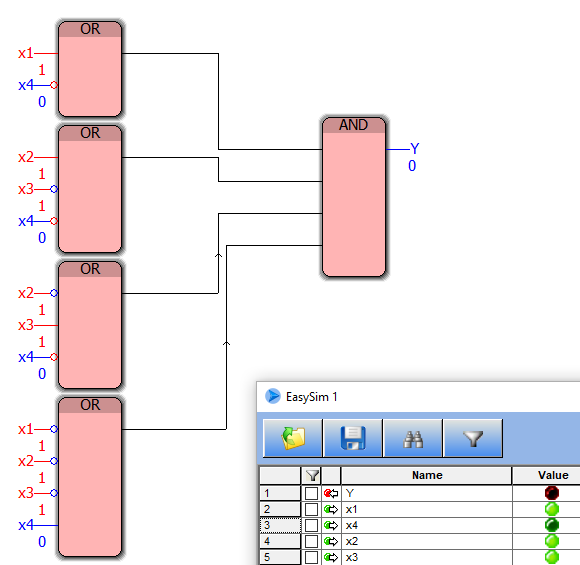 OR
x1
1
x4
0
OR
x2
1
x3
1
x4
0
OR
x2
1
x3
1
x4
0
OR
x1
1
x2
1
x3
1
x4
0
AND
Y
0
EasySim 1
Name Value
1 Y
2 x1
3 x4
4 x2
5 x3